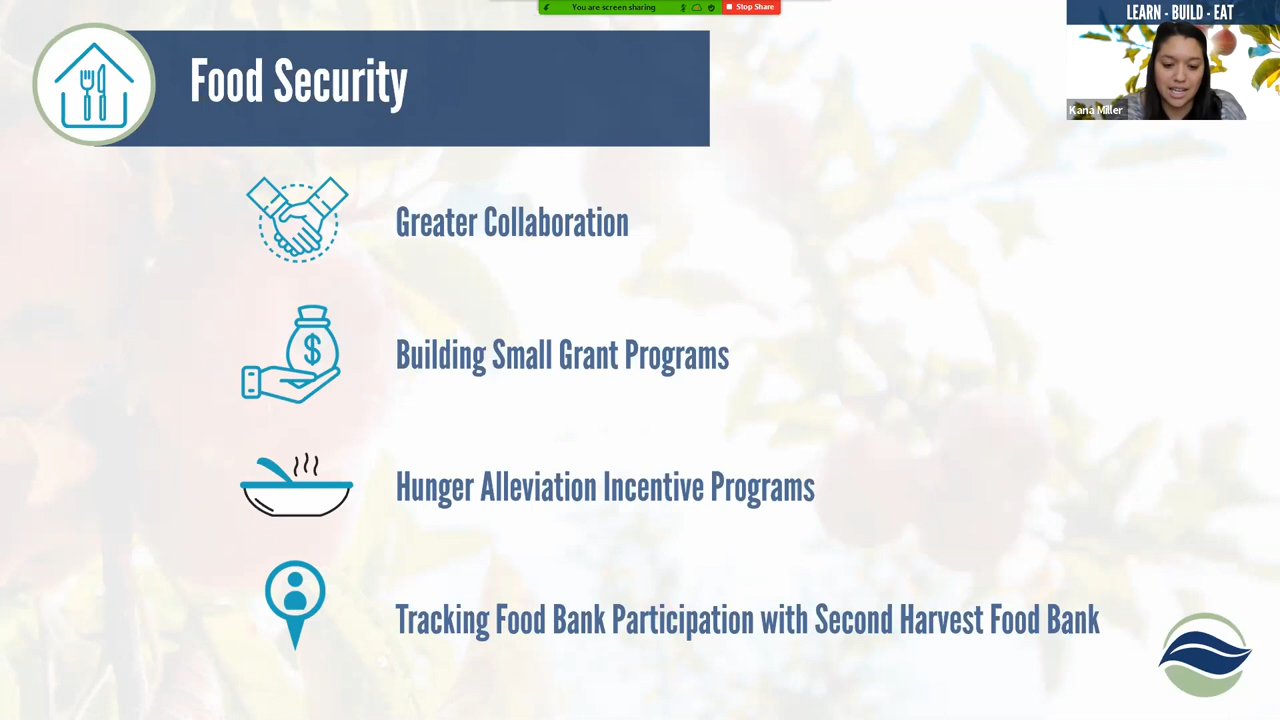 You are screen sharing
Stop Share
LEARN - BUILD - EAT
Kana Miller
Food Security
Greater Collaboration
$
Building Small Grant Programs
Hunger Alleviation Incentive Programs
Tracking Food Bank Participation with Second Harvest Food Bank